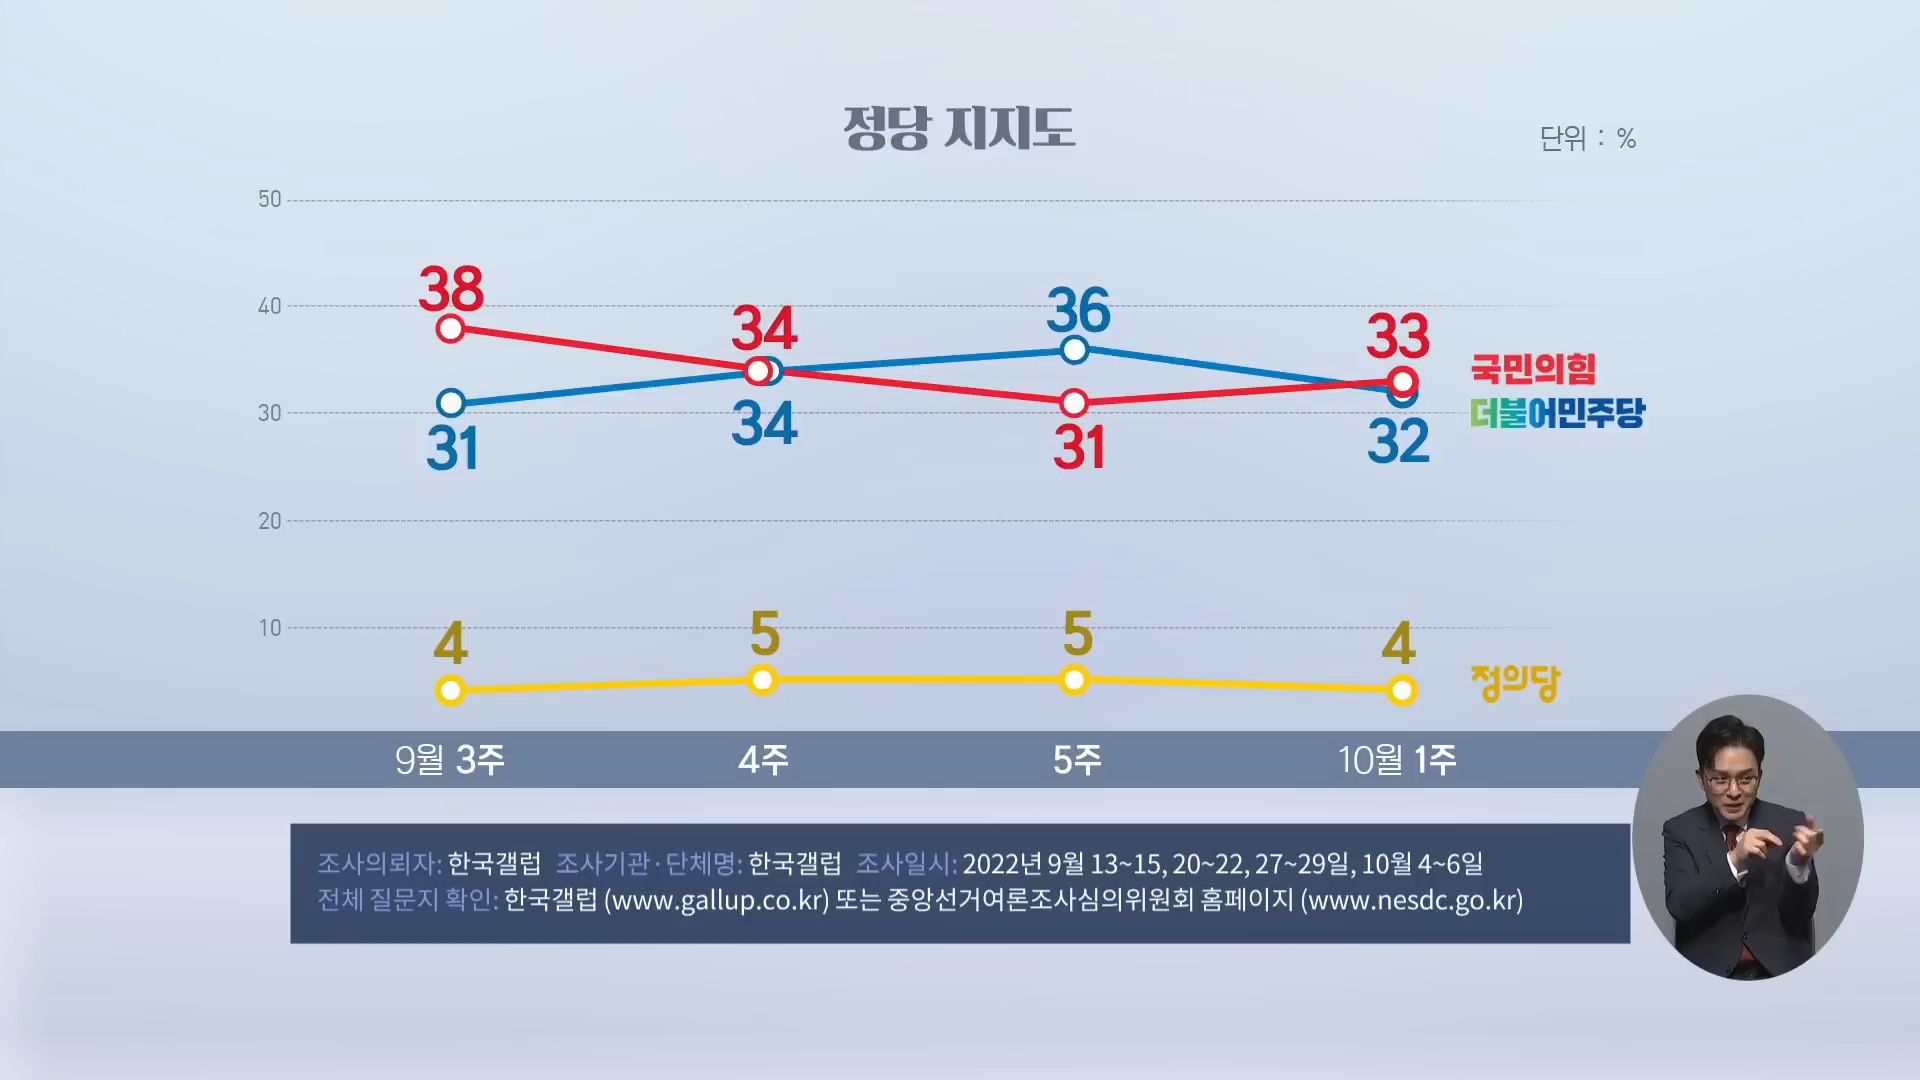 정당 지지도
단위 : %
50
40
30
20
10
38 34 31 33
31 34 36 32
4 5 5 4
국민의힘
더불어민주당
정의당
9월 3주 4주 5주 10월 1주
조사의뢰자: 한국갤럽 조사기관·단체명: 한국갤럽 조사일시: 2022년 9월 13~15, 20~22, 27~29일, 10월 4~6일
전체 질문지 확인: 한국갤럽 (www.gallup.co.kr) 또는 중앙선거여론조사심의위원회 홈페이지 (www.nesdc.go.kr)